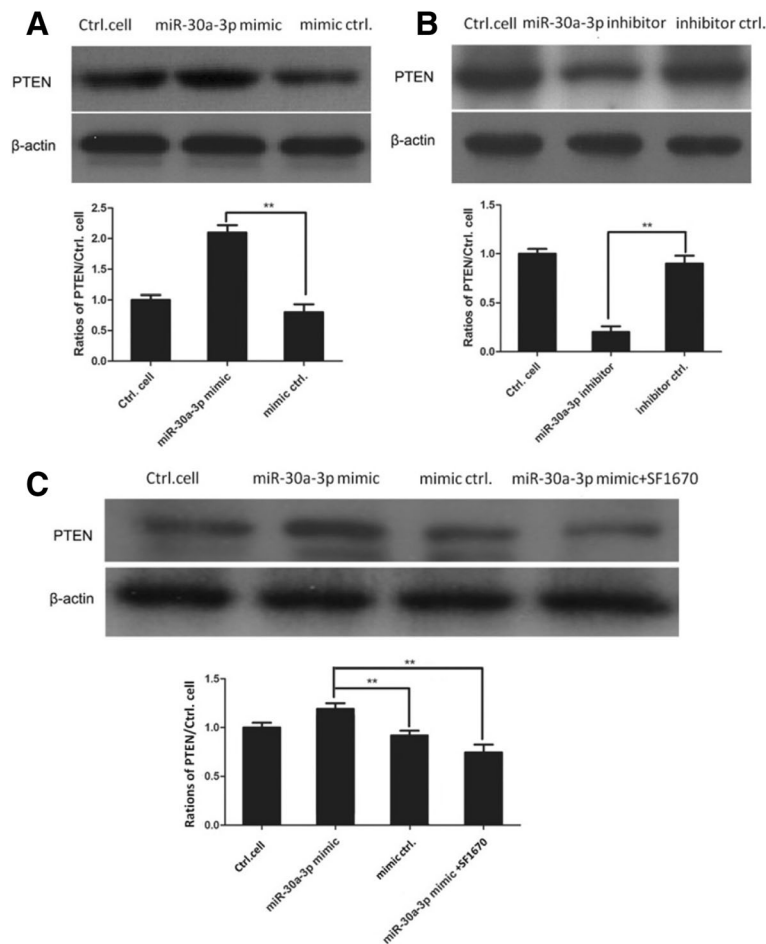 A
Ctrl.cell miR-30a-3p mimic mimic ctrl.
PTEN
β-actin
Ratios of PTEN/Ctrl. cell
2.5
2.0
1.5
1.0
0.5
0.0
**
Ctrl. cell
miR-30a-3p mimic
mimic ctrl.
B
Ctrl.cell miR-30a-3p inhibitor inhibitor ctrl.
PTEN
β-actin
Ratios of PTEN/Ctrl. cell
1.5
1.0
0.5
0.0
**
Ctrl. cell
miR-30a-3p inhibitor
inhibitor ctrl.
C
Ctrl.cell miR-30a-3p mimic mimic ctrl. miR-30a-3p mimic+SF1670
PTEN
β-actin
Rations of PTEN/Ctrl. cell
1.5
1.0
0.5
0.0
**
**
Ctrl.cell
miR-30a-3p mimic
mimic ctrl.
miR-30a-3p mimic +SF1670